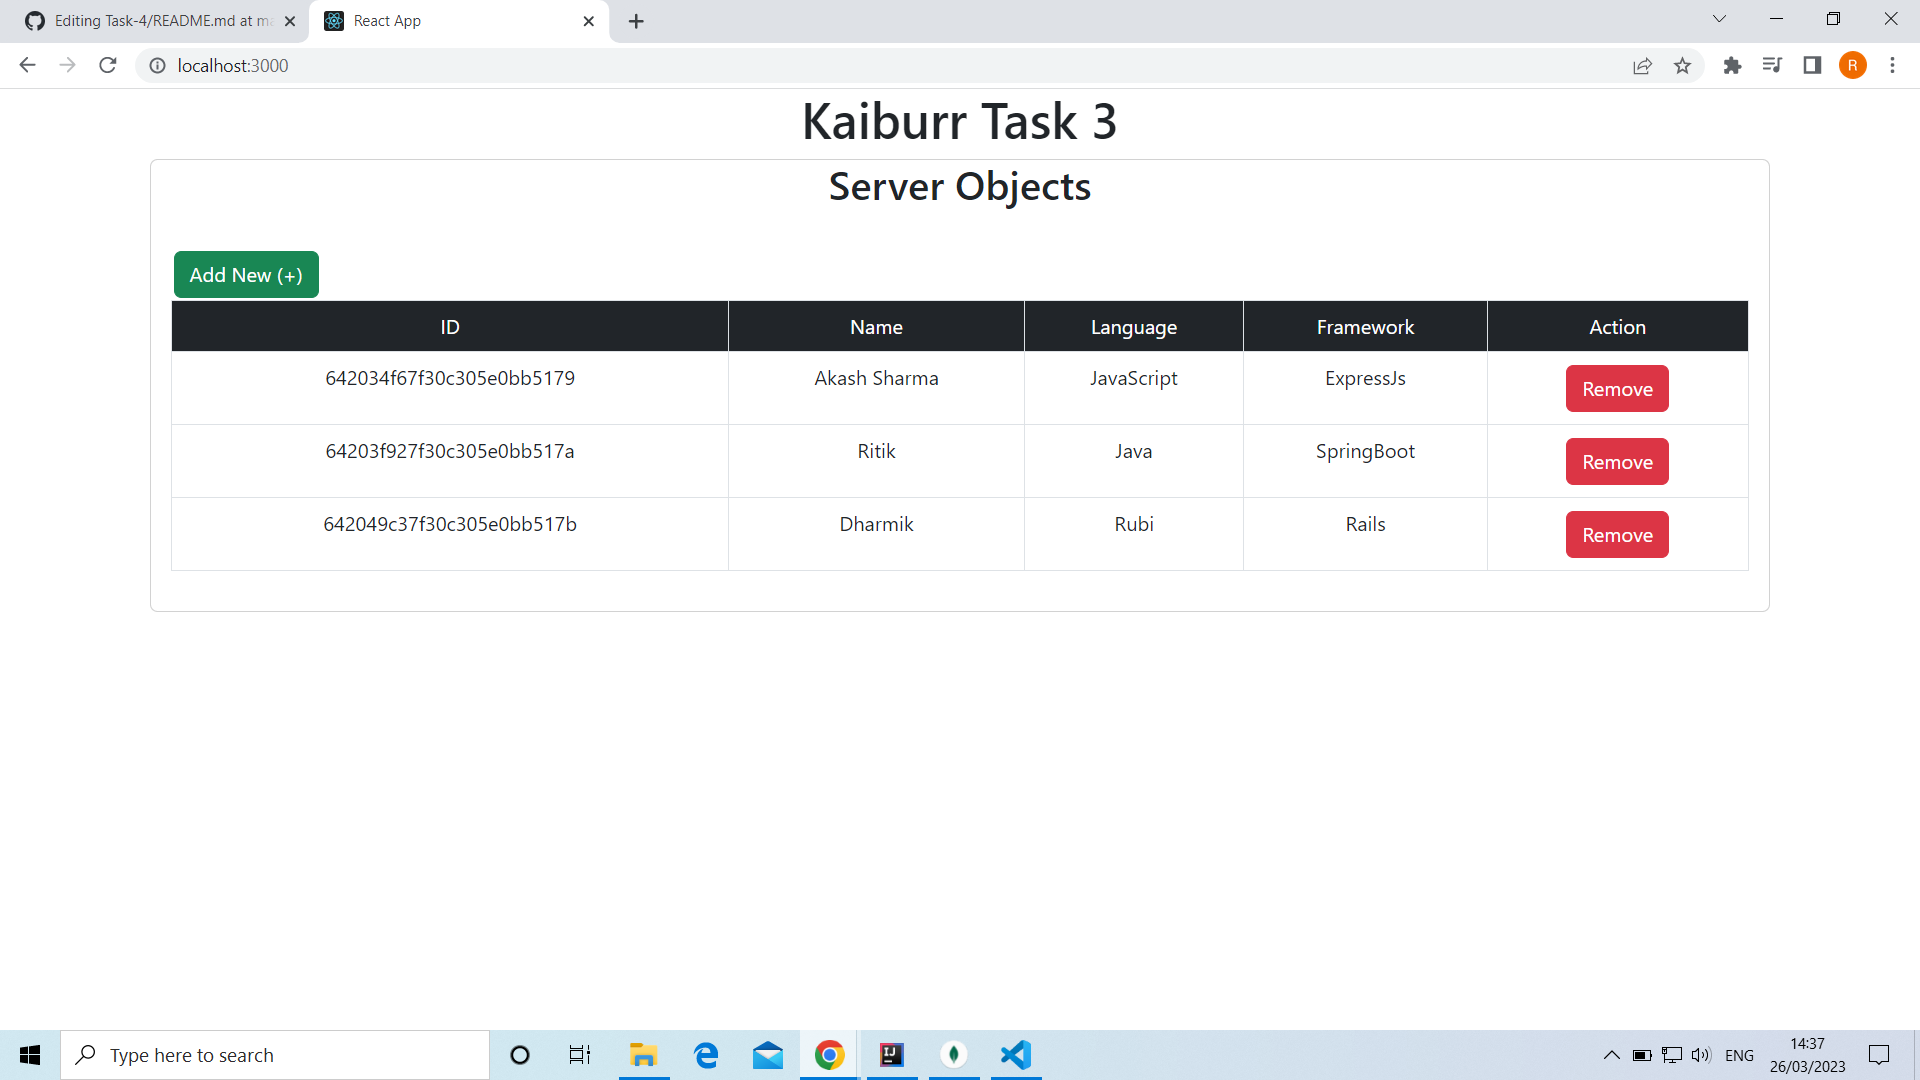 Editing Task-4/README.md at ma
React App
localhost:3000
R
Kaiburr Task 3
Server Objects
Add New (+)
ID Name Language Framework Action
642034f67f30c305e0bb5179 Akash Sharma JavaScript ExpressJs Remove
64203f927f30c305e0bb517a Ritik Java SpringBoot Remove
642049c37f30c305e0bb517b Dharmik Rubi Rails Remove
Type here to search
IJ
ENG
14:37
26/03/2023